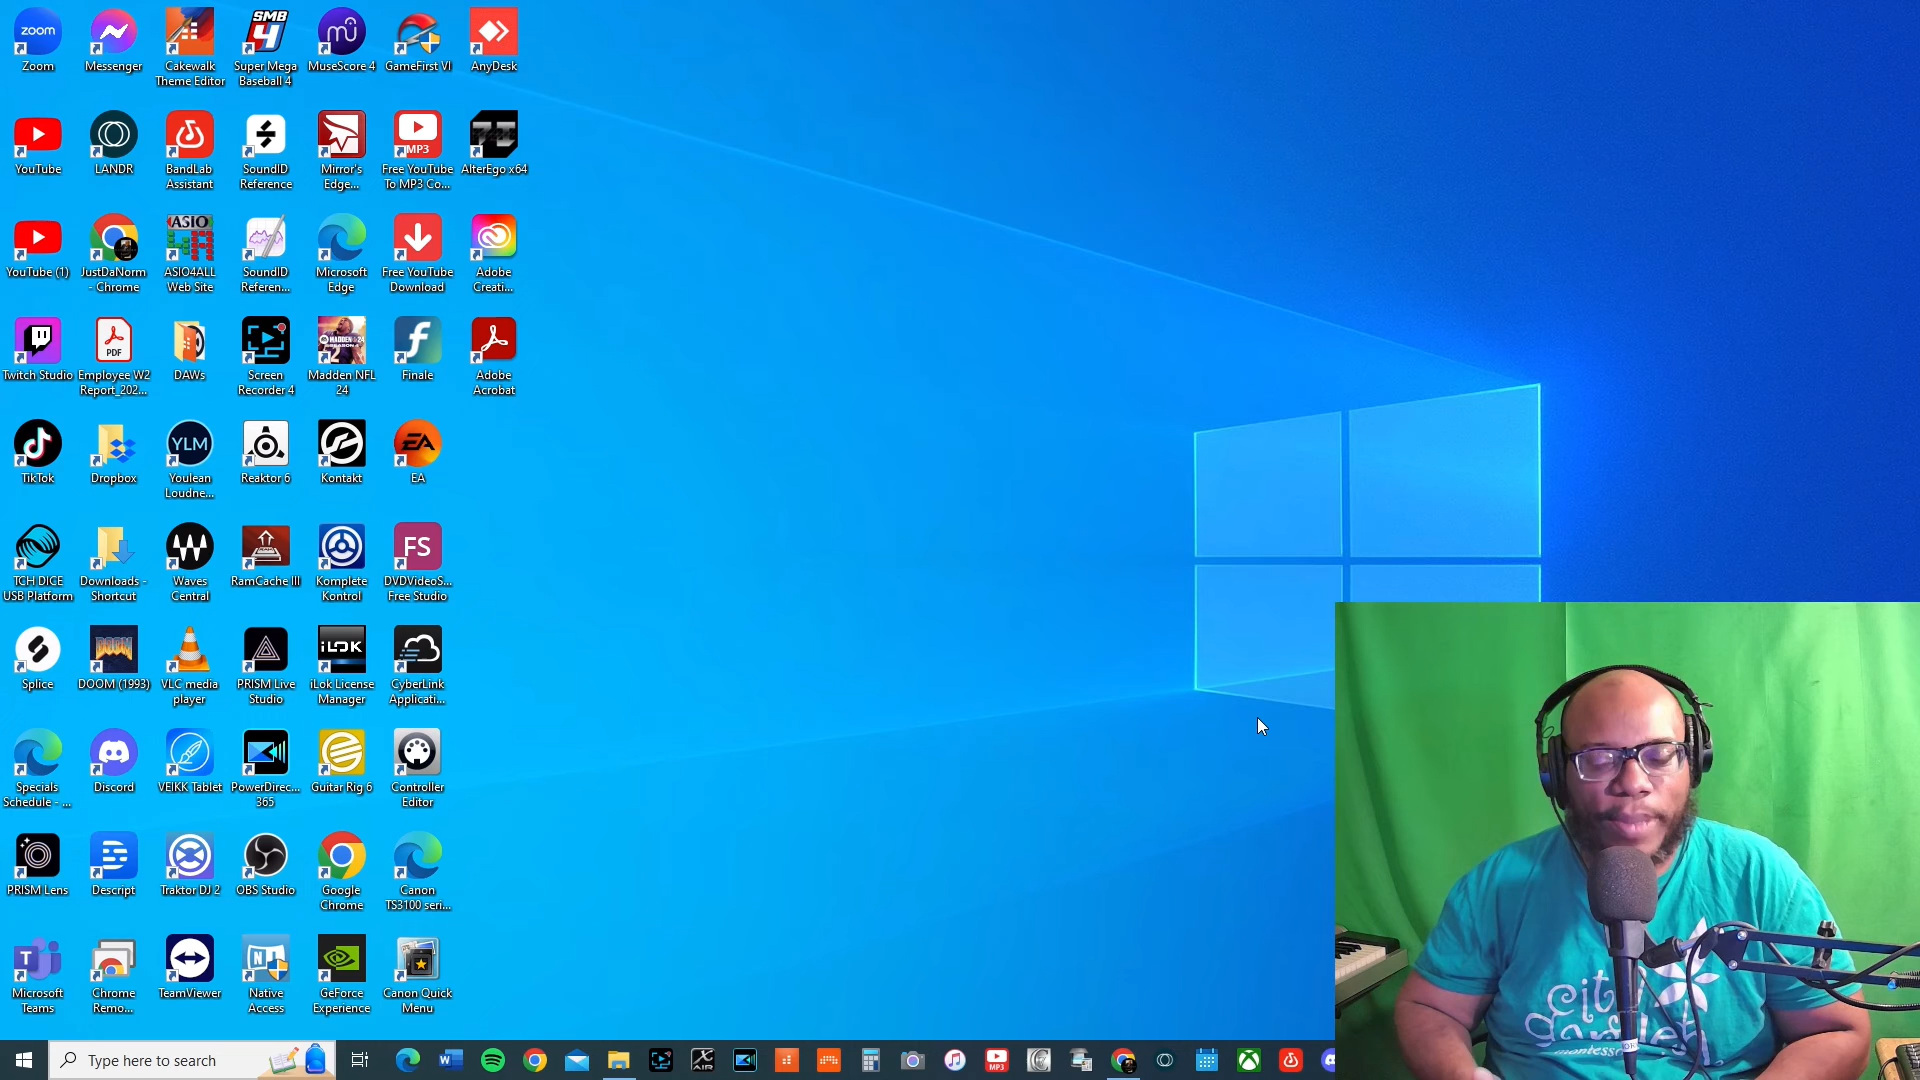 Zoom
Messenger
Cakewalk
Theme Editor
Super Mega
Baseball 4
MuseScore 4
GameFirst VI
AnyDesk
YouTube
LANDR
BandLab
Assistant
SoundID
Reference
Mirror's
Edge...
Free YouTube
To MP3 Co...
AlterEgo x64
YouTube (1)
JustDaNorm
- Chrome
ASIO4ALL
Web Site
SoundID
Referen...
Microsoft
Edge
Free YouTube
Download
Adobe
Creati...
Twitch Studio
Employee W2
Report_202...
DAWs
Screen
Recorder 4
Madden NFL
24
Finale
Adobe
Acrobat
TikTok
Dropbox
Youlean
Loudne...
Reaktor 6
Kontakt
EA
TCH DICE
USB Platform
Downloads -
Shortcut
Waves
Central
RamCache III
Komplete
Kontrol
DVDVideoS...
Free Studio
Splice
DOOM (1993)
VLC media
player
PRISM Live
Studio
iLok License
Manager
CyberLink
Applicati...
Specials
Schedule - ...
Discord
VEIKK Tablet
PowerDirec...
365
Guitar Rig 6
Controller
Editor
PRISM Lens
Descript
Traktor DJ 2
OBS Studio
Google
Chrome
Canon
TS3100 seri...
Microsoft
Teams
Chrome
Remo...
TeamViewer
Native
Access
GeForce
Experience
Canon Quick
Menu
zoom
SMB
4
MP3
ASIO
PDF
YLM
EA
FS
DOOM
iLOK
Type here to search
AIR
MP3